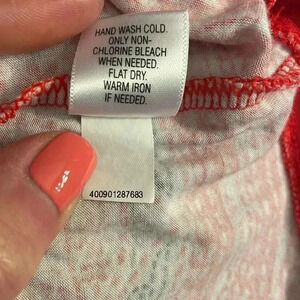 HAND WASH COLD.
ONLY NON-
CHLORINE BLEACH
WHEN NEEDED.
FLAT DRY.
WARM IRON
IF NEEDED.
400901287683